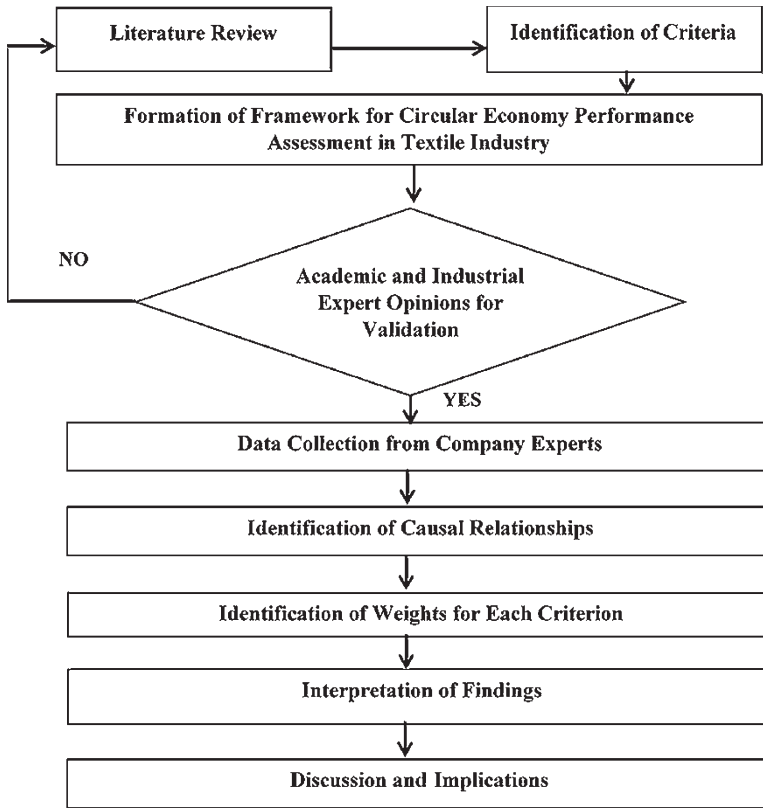 Literature Review
Identification of Criteria
Formation of Framework for Circular Economy Performance
Assessment in Textile Industry
NO
Academic and Industrial
Expert Opinions for
Validation
YES
Data Collection from Company Experts
Identification of Causal Relationships
Identification of Weights for Each Criterion
Interpretation of Findings
Discussion and Implications